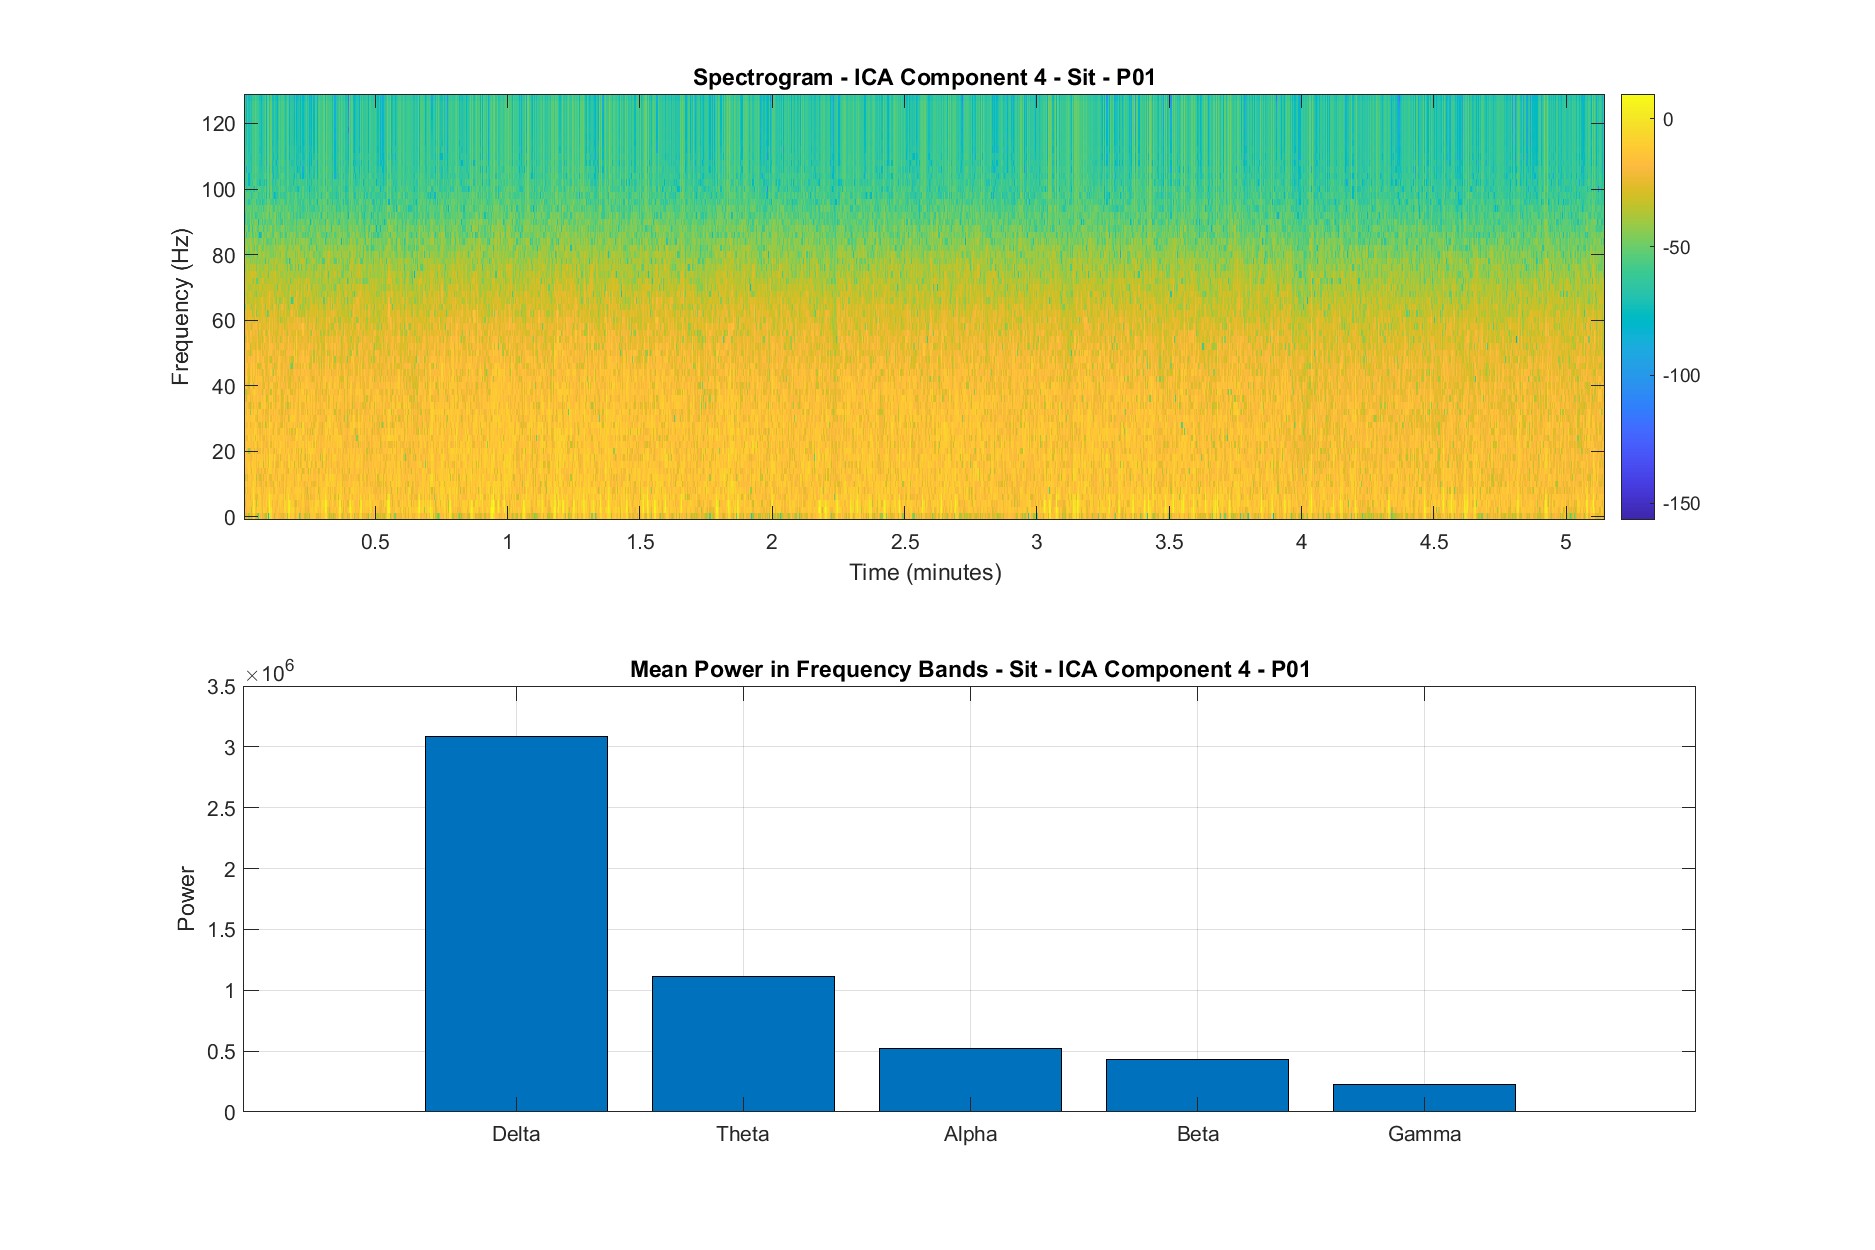 Spectrogram - ICA Component 4 - Sit - P01
120
100
80
60
40
20
0
Frequency (Hz)
0.5 1 1.5 2 2.5 3 3.5 4 4.5 5
Time (minutes)
0
-50
-100
-150
Mean Power in Frequency Bands - Sit - ICA Component 4 - P01
×10^6
3.5
3
2.5
2
1.5
1
0.5
0
Power
Delta Theta Alpha Beta Gamma